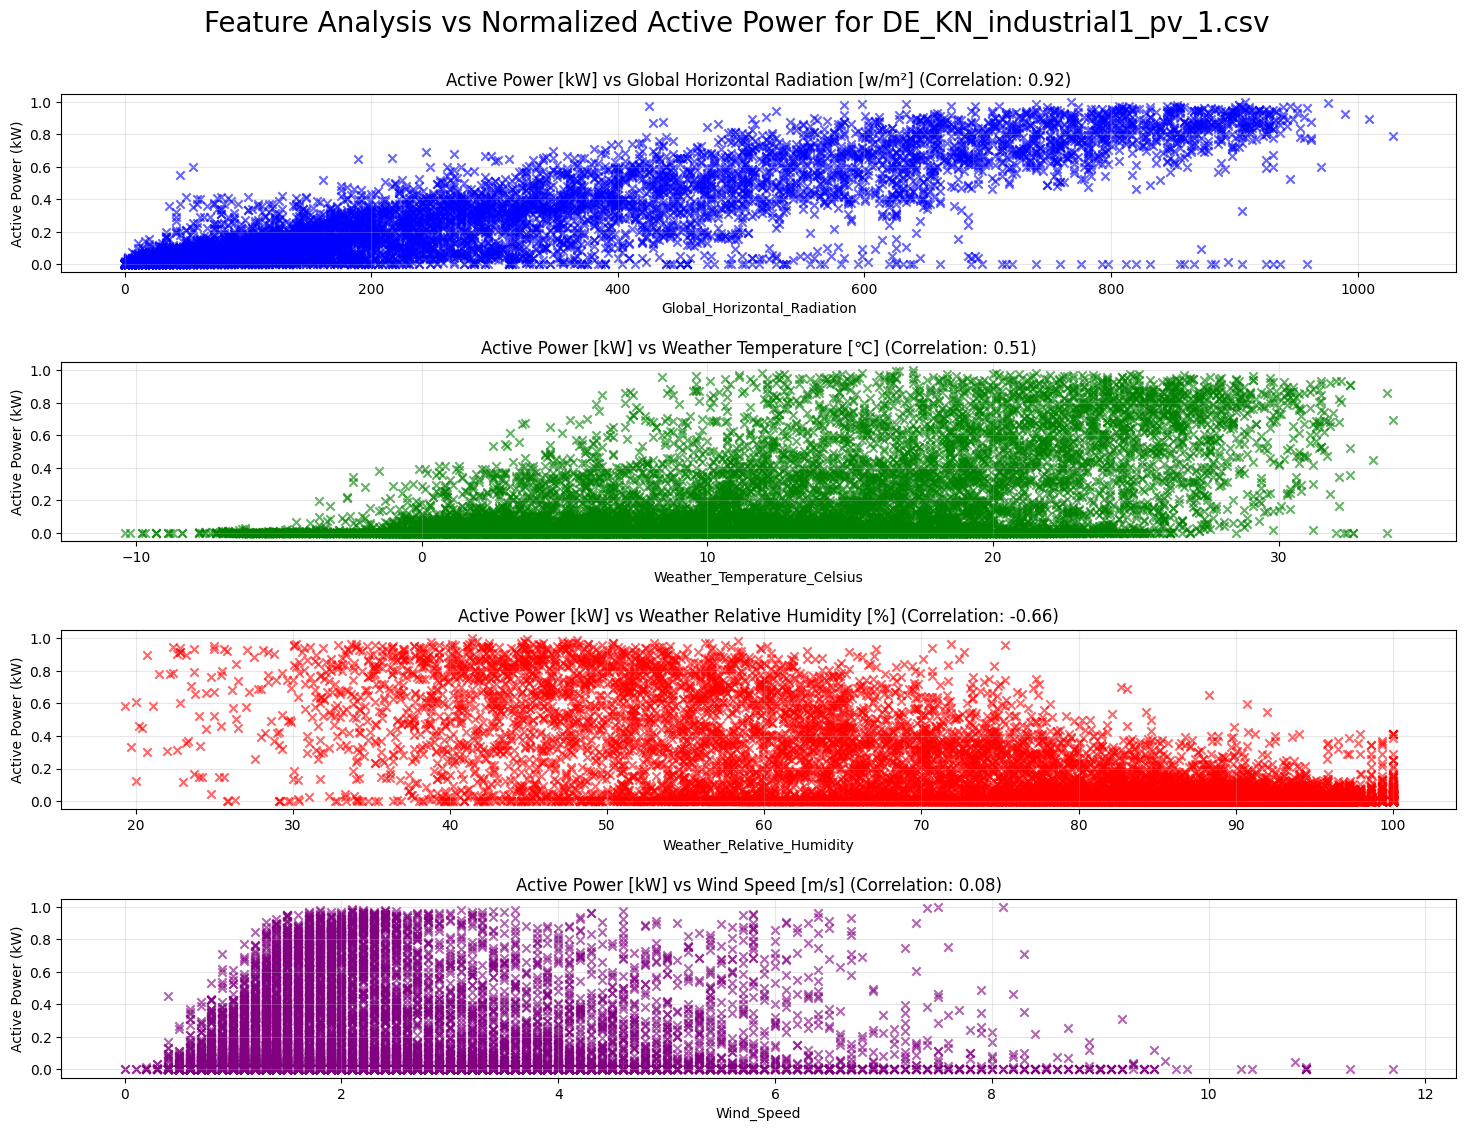 Feature Analysis vs Normalized Active Power for DE_KN_industrial1_pv_1.csv
Active Power [kW] vs Global Horizontal Radiation [w/m²] (Correlation: 0.92)
Active Power (kW)
1.0
0.8
0.6
0.4
0.2
0.0
0 200 400 600 800 1000
Global_Horizontal_Radiation
Active Power [kW] vs Weather Temperature [℃] (Correlation: 0.51)
Active Power (kW)
1.0
0.8
0.6
0.4
0.2
0.0
−10 0 10 20 30
Weather_Temperature_Celsius
Active Power [kW] vs Weather Relative Humidity [%] (Correlation: -0.66)
Active Power (kW)
1.0
0.8
0.6
0.4
0.2
0.0
20 30 40 50 60 70 80 90 100
Weather_Relative_Humidity
Active Power [kW] vs Wind Speed [m/s] (Correlation: 0.08)
Active Power (kW)
1.0
0.8
0.6
0.4
0.2
0.0
0 2 4 6 8 10 12
Wind_Speed